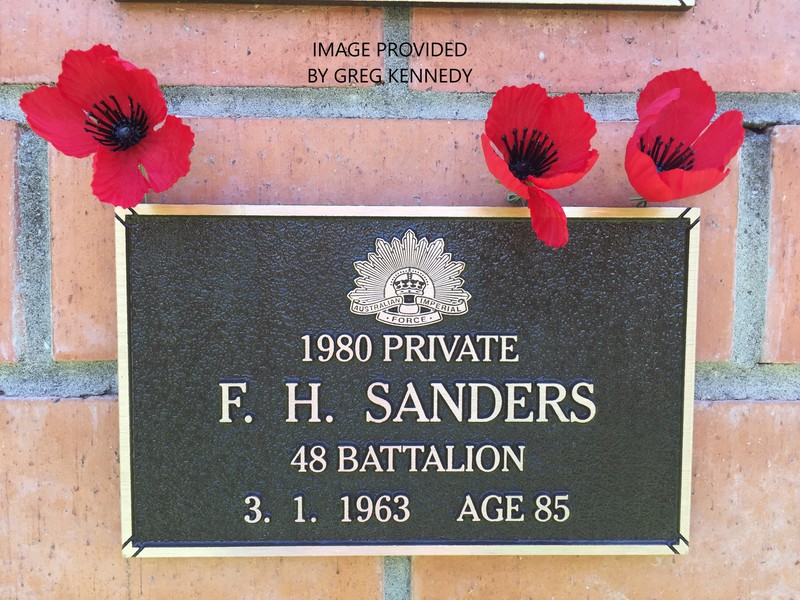 IMAGE PROVIDED
BY GREG KENNEDY
AUSTRALIAN IMPERIAL
· FORCE ·
1980 PRIVATE
F. H. SANDERS
48 BATTALION
3. 1. 1963 AGE 85